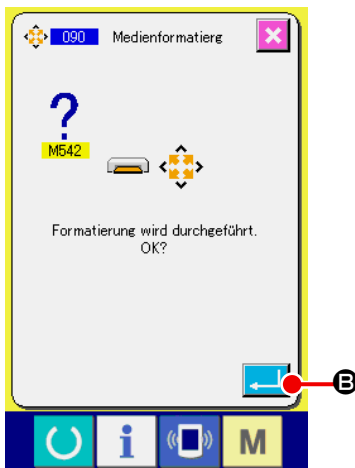 090 Medienformatierg
?
M542
Formatierung wird durchgeführt.
OK?
B
i
M